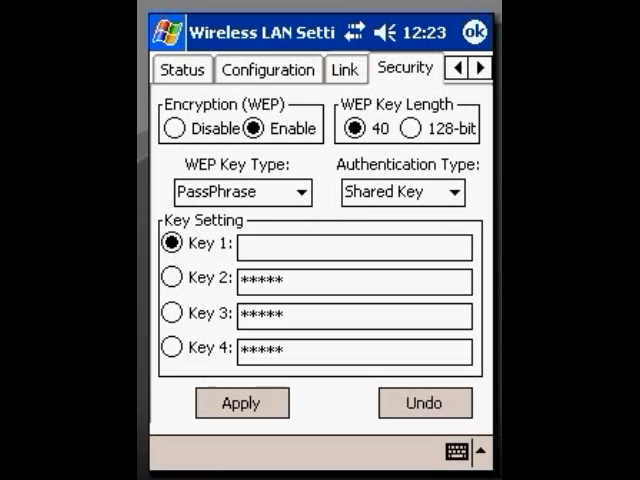 Wireless LAN Setti 12:23 ok
Status Configuration Link Security
Encryption (WEP) WEP Key Length
Disable Enable 40 128-bit
WEP Key Type: Authentication Type:
PassPhrase Shared Key
Key Setting
Key 1:
Key 2: *****
Key 3: *****
Key 4: *****
Apply Undo